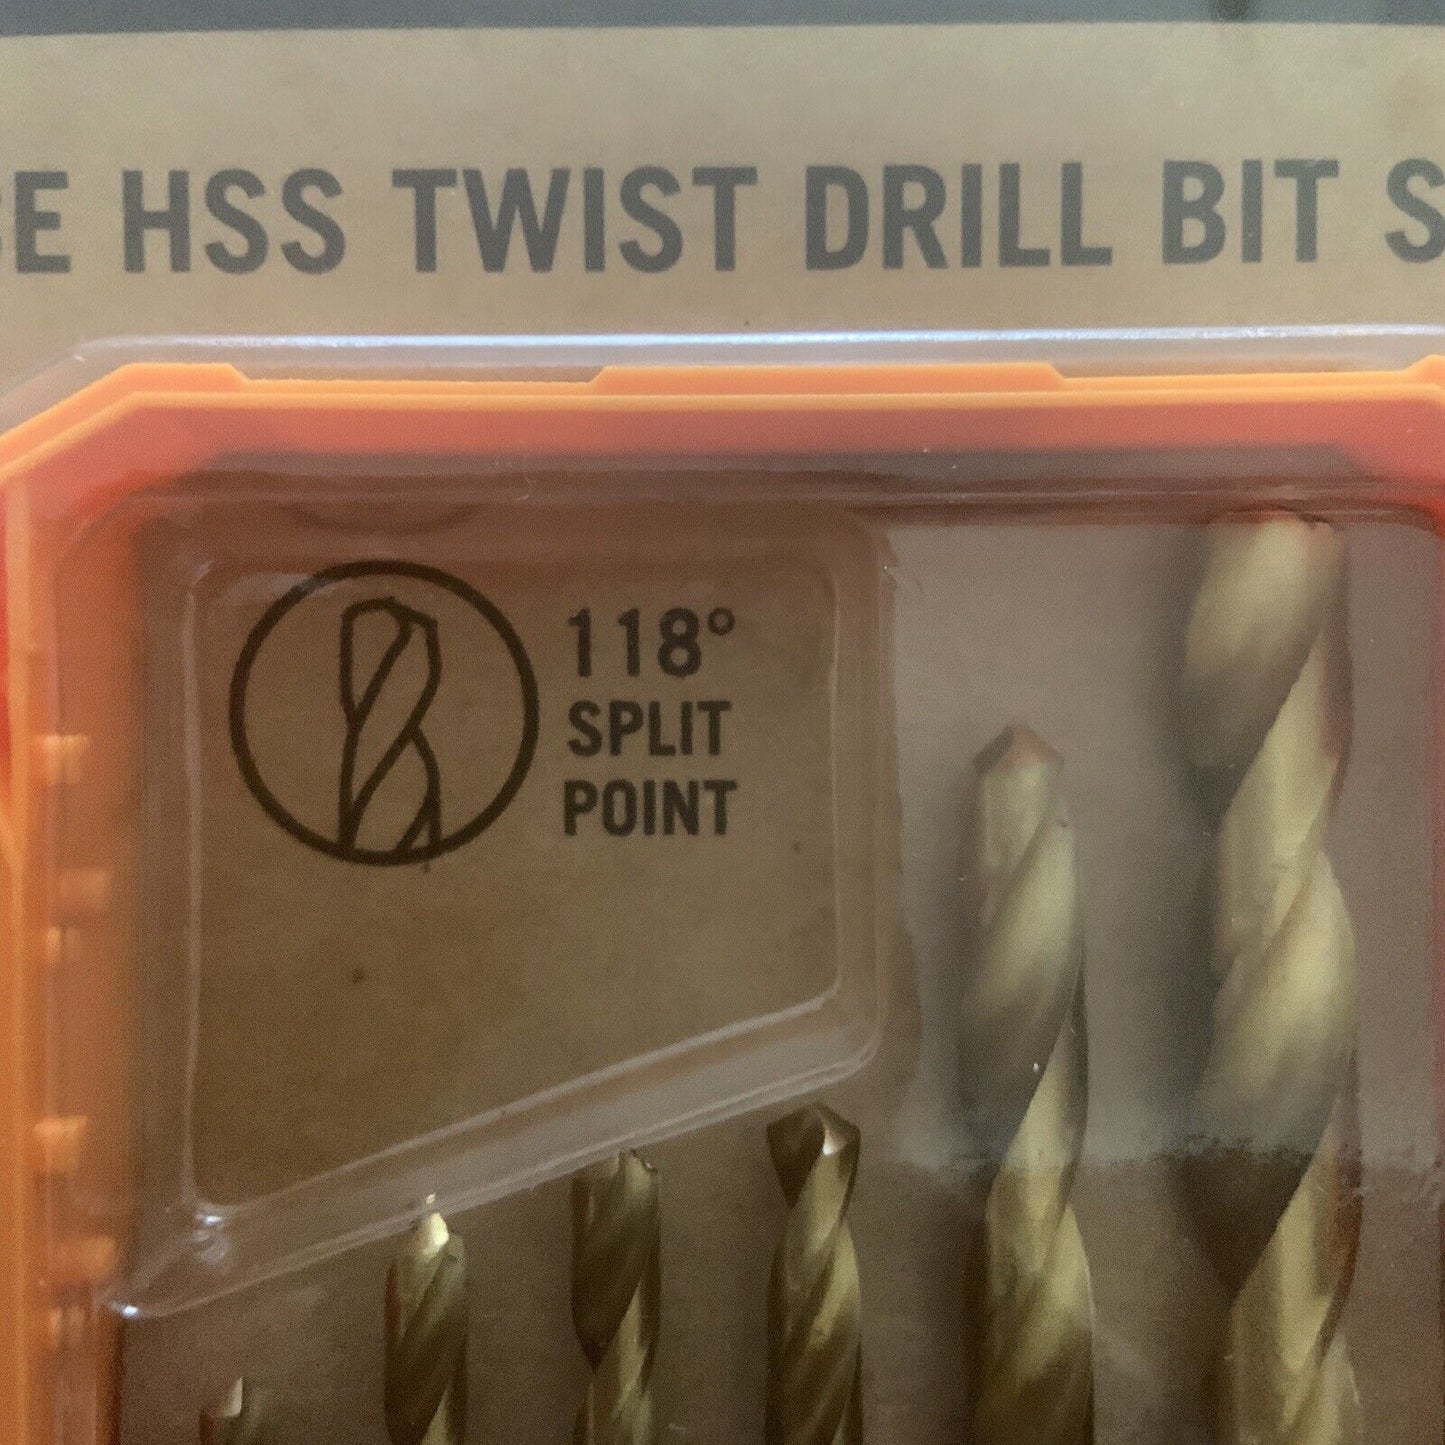 HSS TWIST DRILL BIT
118°
SPLIT
POINT